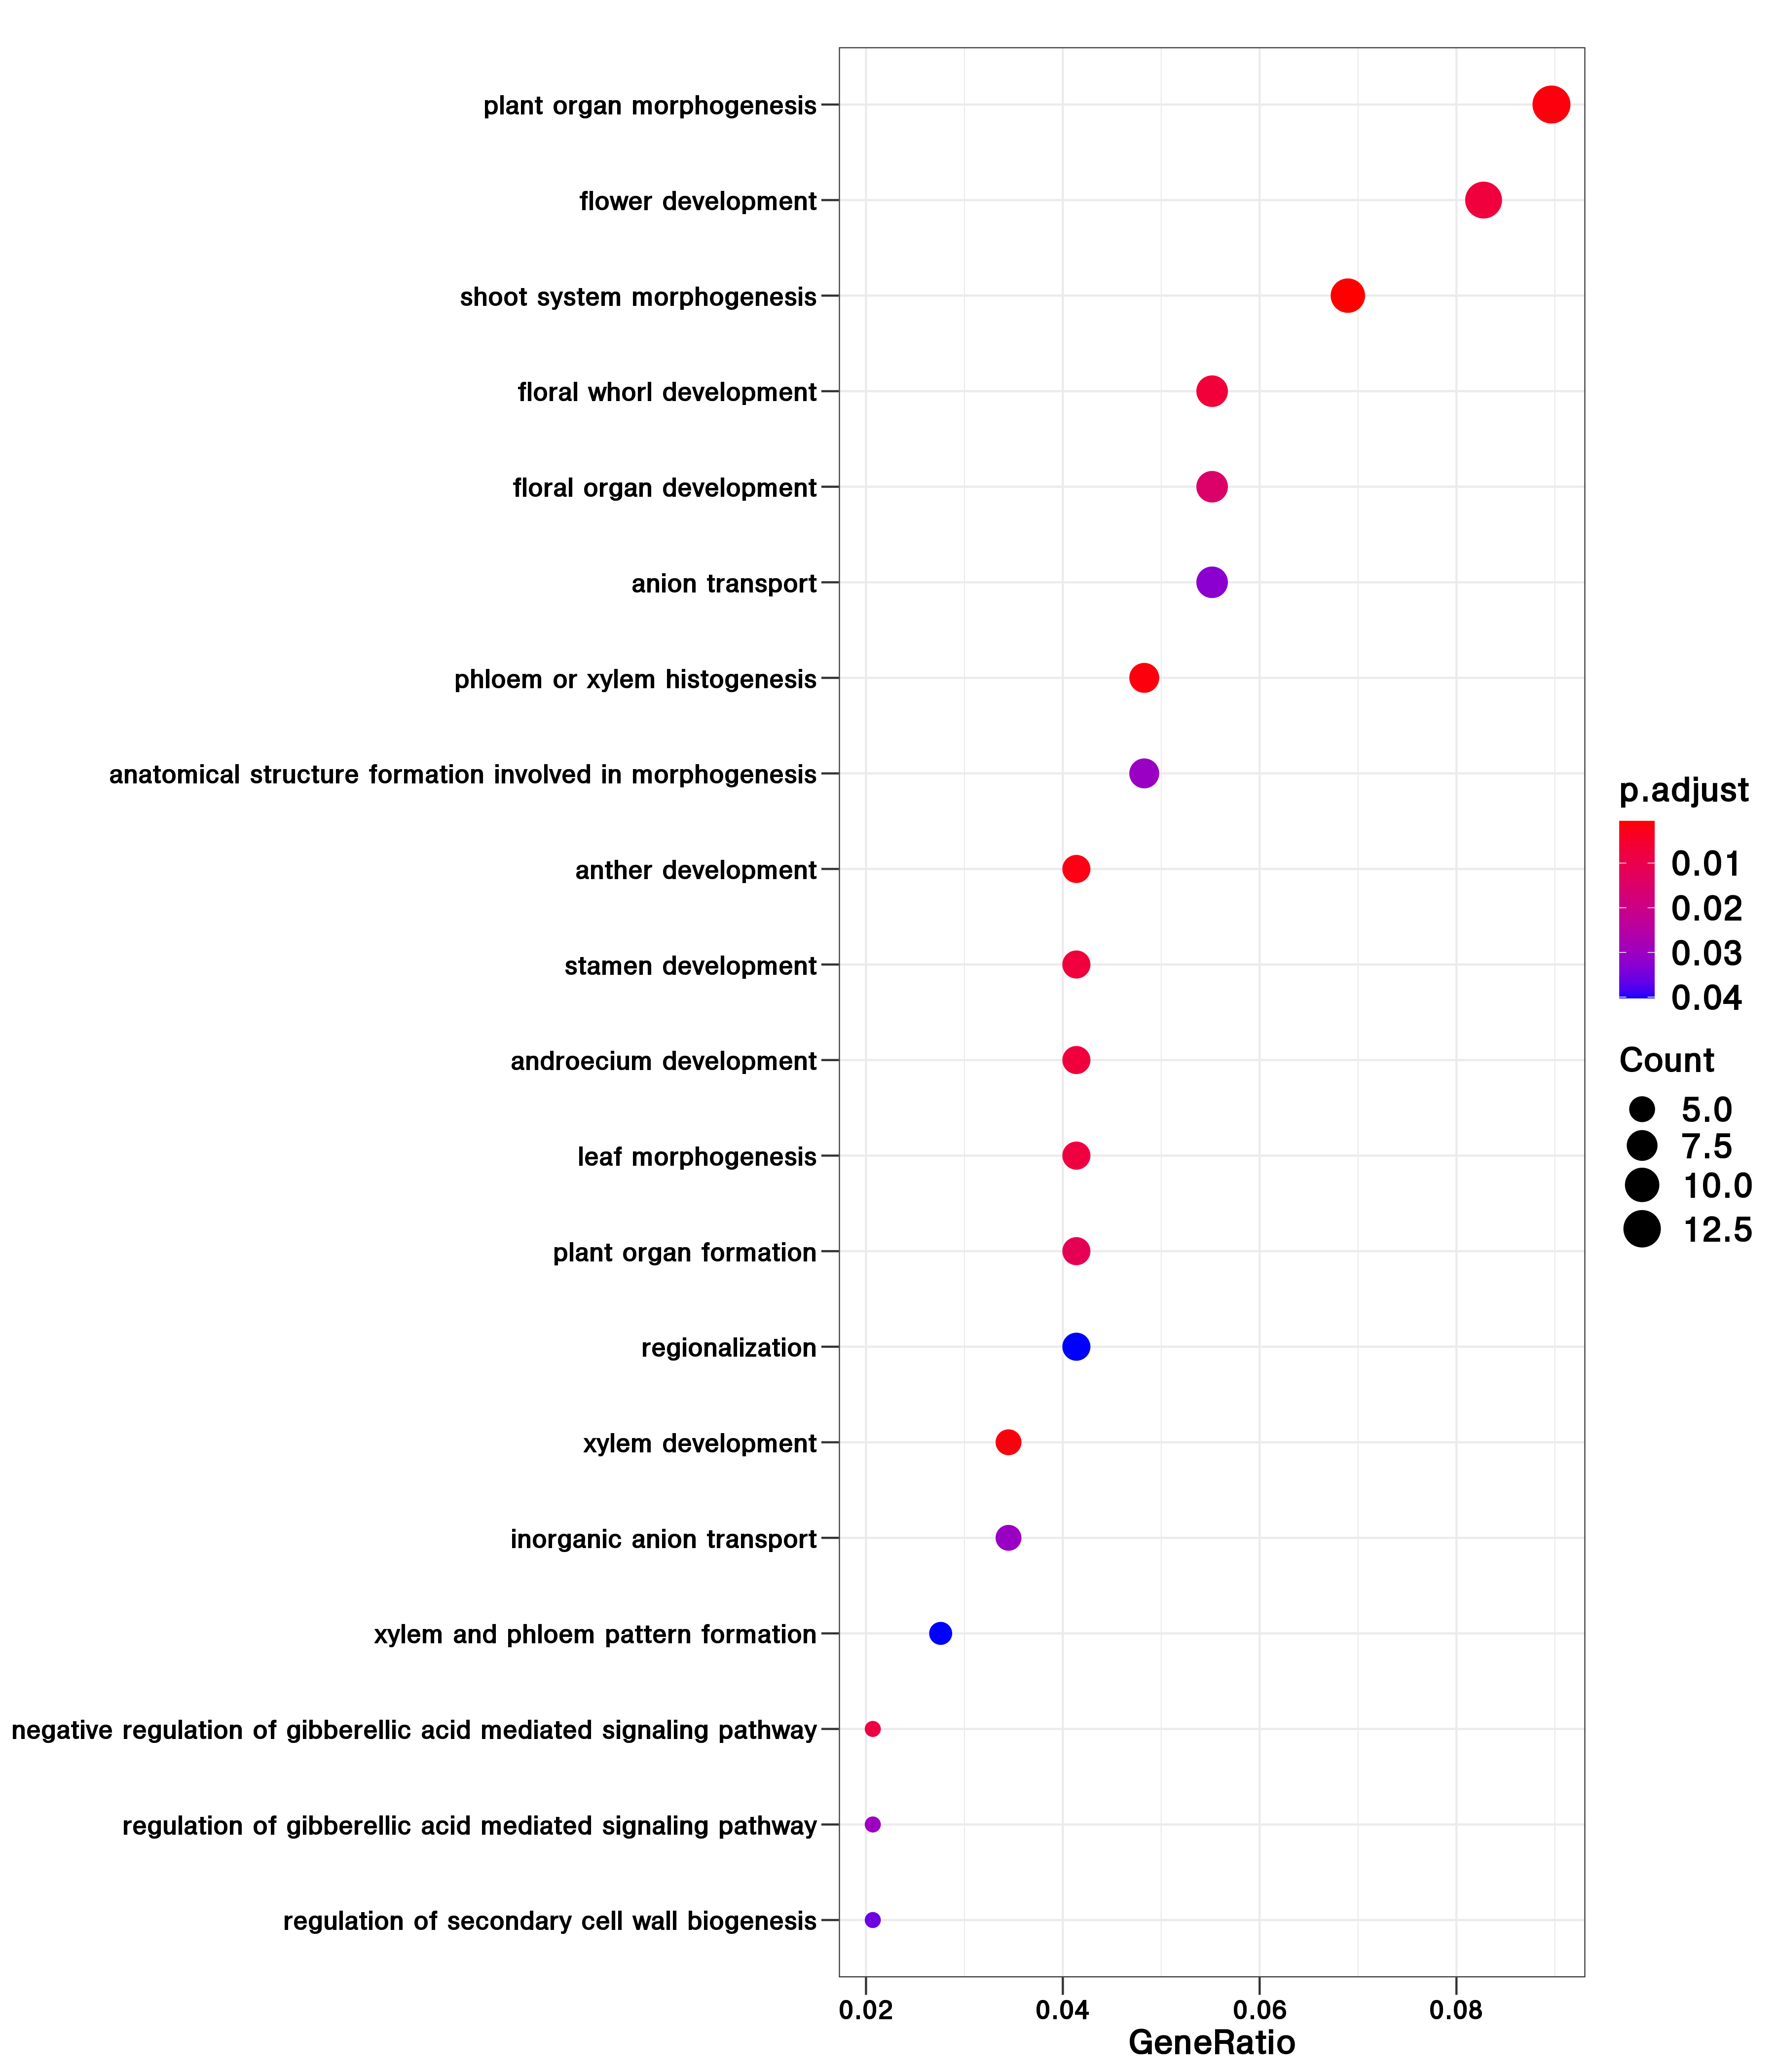 plant organ morphogenesis
flower development
shoot system morphogenesis
floral whorl development
floral organ development
anion transport
phloem or xylem histogenesis
anatomical structure formation involved in morphogenesis
anther development
stamen development
androecium development
leaf morphogenesis
plant organ formation
regionalization
xylem development
inorganic anion transport
xylem and phloem pattern formation
negative regulation of gibberellic acid mediated signaling pathway
regulation of gibberellic acid mediated signaling pathway
regulation of secondary cell wall biogenesis
0.02 0.04 0.06 0.08
GeneRatio
p.adjust
0.01
0.02
0.03
0.04
Count
5.0
7.5
10.0
12.5